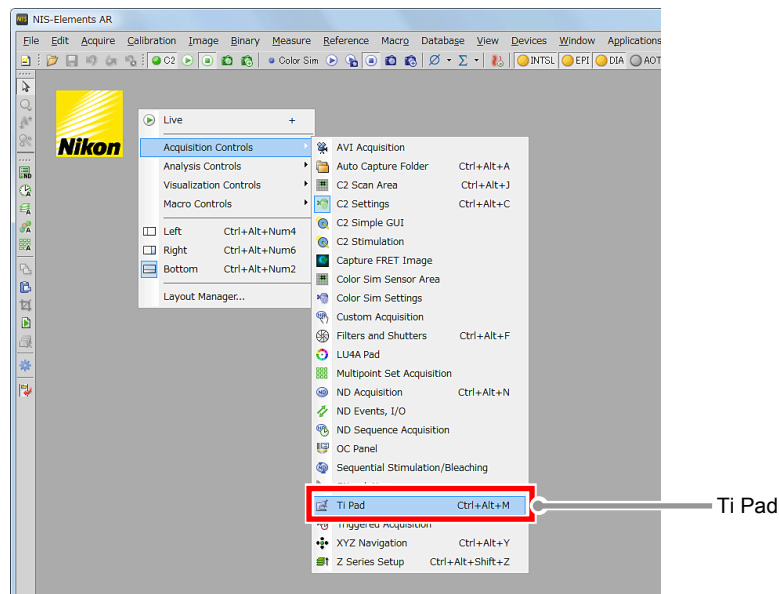 NIS-Elements AR
File Edit Acquire Calibration Image Binary Measure Reference Macro Database View Devices Window Applications
C2 Color Sim INTSL EPI DIA AOT
Nikon
Live +
Acquisition Controls
Analysis Controls
Visualization Controls
Macro Controls
Left Ctrl+Alt+Num4
Right Ctrl+Alt+Num6
Bottom Ctrl+Alt+Num2
Layout Manager...
AVI Acquisition
Auto Capture Folder Ctrl+Alt+A
C2 Scan Area Ctrl+Alt+J
C2 Settings Ctrl+Alt+C
C2 Simple GUI
C2 Stimulation
Capture FRET Image
Color Sim Sensor Area
Color Sim Settings
Custom Acquisition
Filters and Shutters Ctrl+Alt+F
LU4A Pad
Multipoint Set Acquisition
ND Acquisition Ctrl+Alt+N
ND Events, I/O
ND Sequence Acquisition
OC Panel
Sequential Stimulation/Bleaching
Ti Pad Ctrl+Alt+M
Ti Pad
Triggered Acquisition
XYZ Navigation Ctrl+Alt+Y
Z Series Setup Ctrl+Alt+Shift+Z